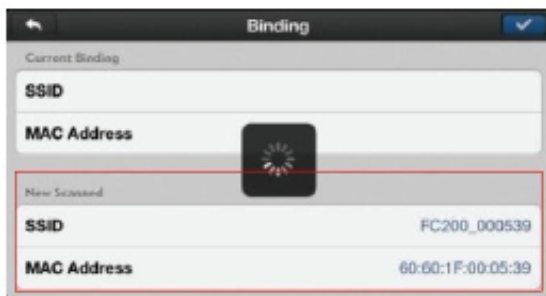 Binding
Current Binding
SSID
MAC Address
New Scanned
SSID FC200_000539
MAC Address 60:60:1F:00:05:39